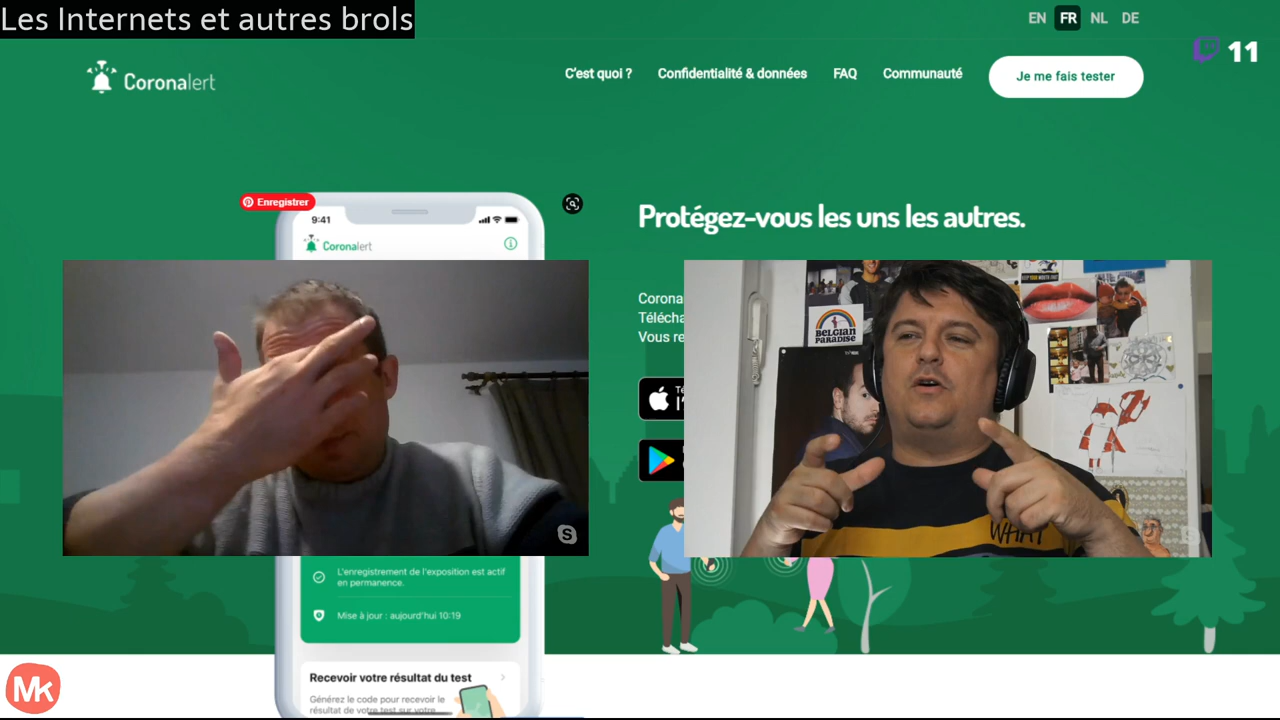 Les Internets et autres brols
EN FR NL DE
11
Coronalert
C'est quoi ? Confidentialité & données FAQ Communauté Je me fais tester
Enregistrer
9:41
Coronalert
Protégez-vous les uns les autres.
Corona
Télécha
Vous re
BELGIAN
PARADISE
WHAT
L'enregistrement de l'exposition est actif
en permanence.
Mise à jour : aujourd'hui 10:19
Recevoir votre résultat du test
Générez le code pour recevoir le
résultat de votre test sur votre
Mk